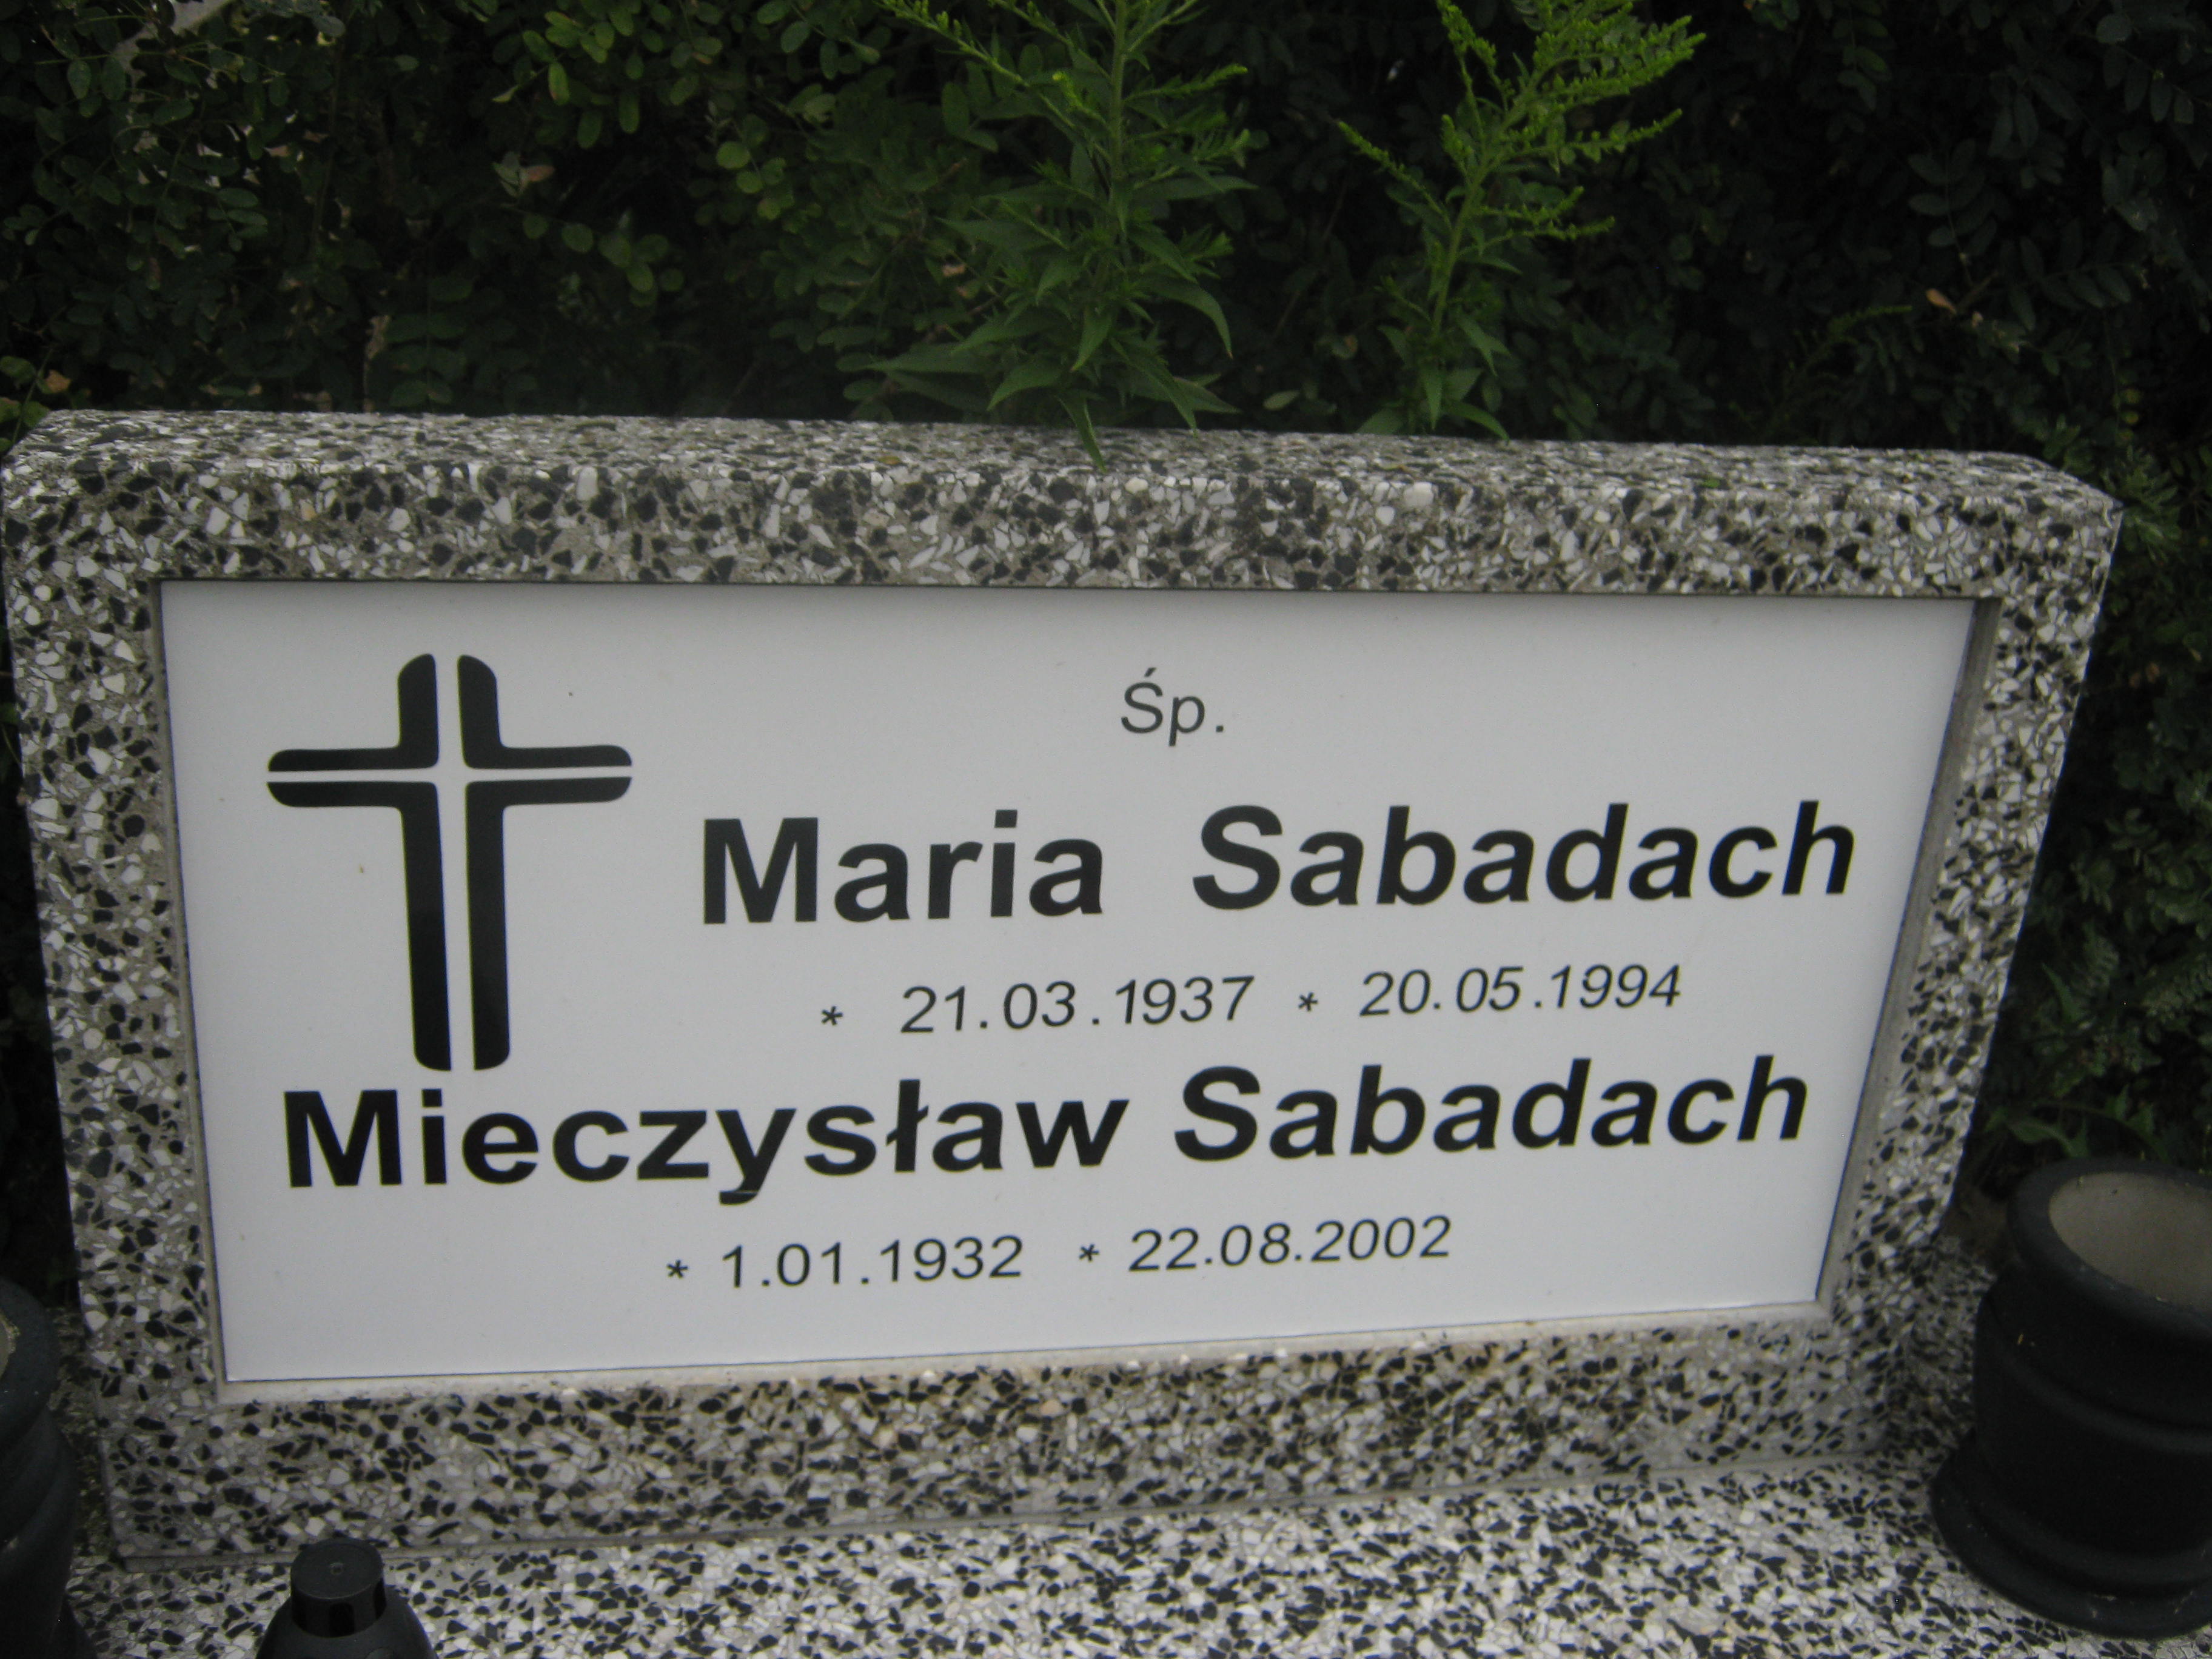 Śp.
Maria Sabadach
* 21.03.1937 * 20.05.1994
Mieczysław Sabadach
* 1.01.1932 * 22.08.2002